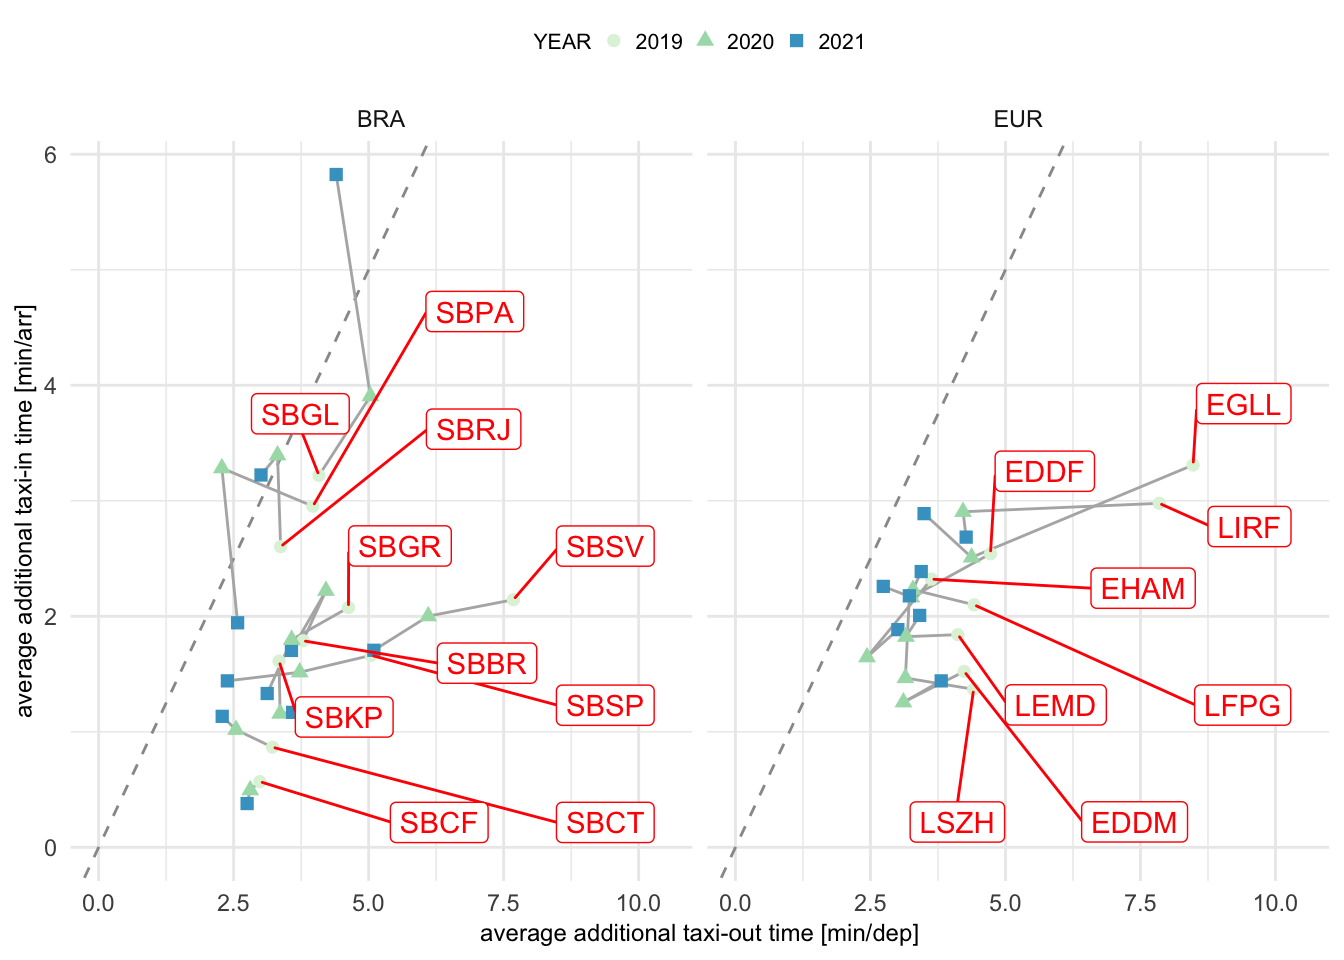 YEAR 2019 2020 2021
BRA EUR
6
4
2
0
average additional taxi-in time [min/arr]
SBPA
SBGL
SBRJ
SBGR
SBSV
SBBR
SBSP
SBKP
SBCF
SBCT
EGLL
EDDF
LIRF
EHAM
LEMD
LFPG
LSZH
EDDM
0.0 2.5 5.0 7.5 10.0 0.0 2.5 5.0 7.5 10.0
average additional taxi-out time [min/dep]